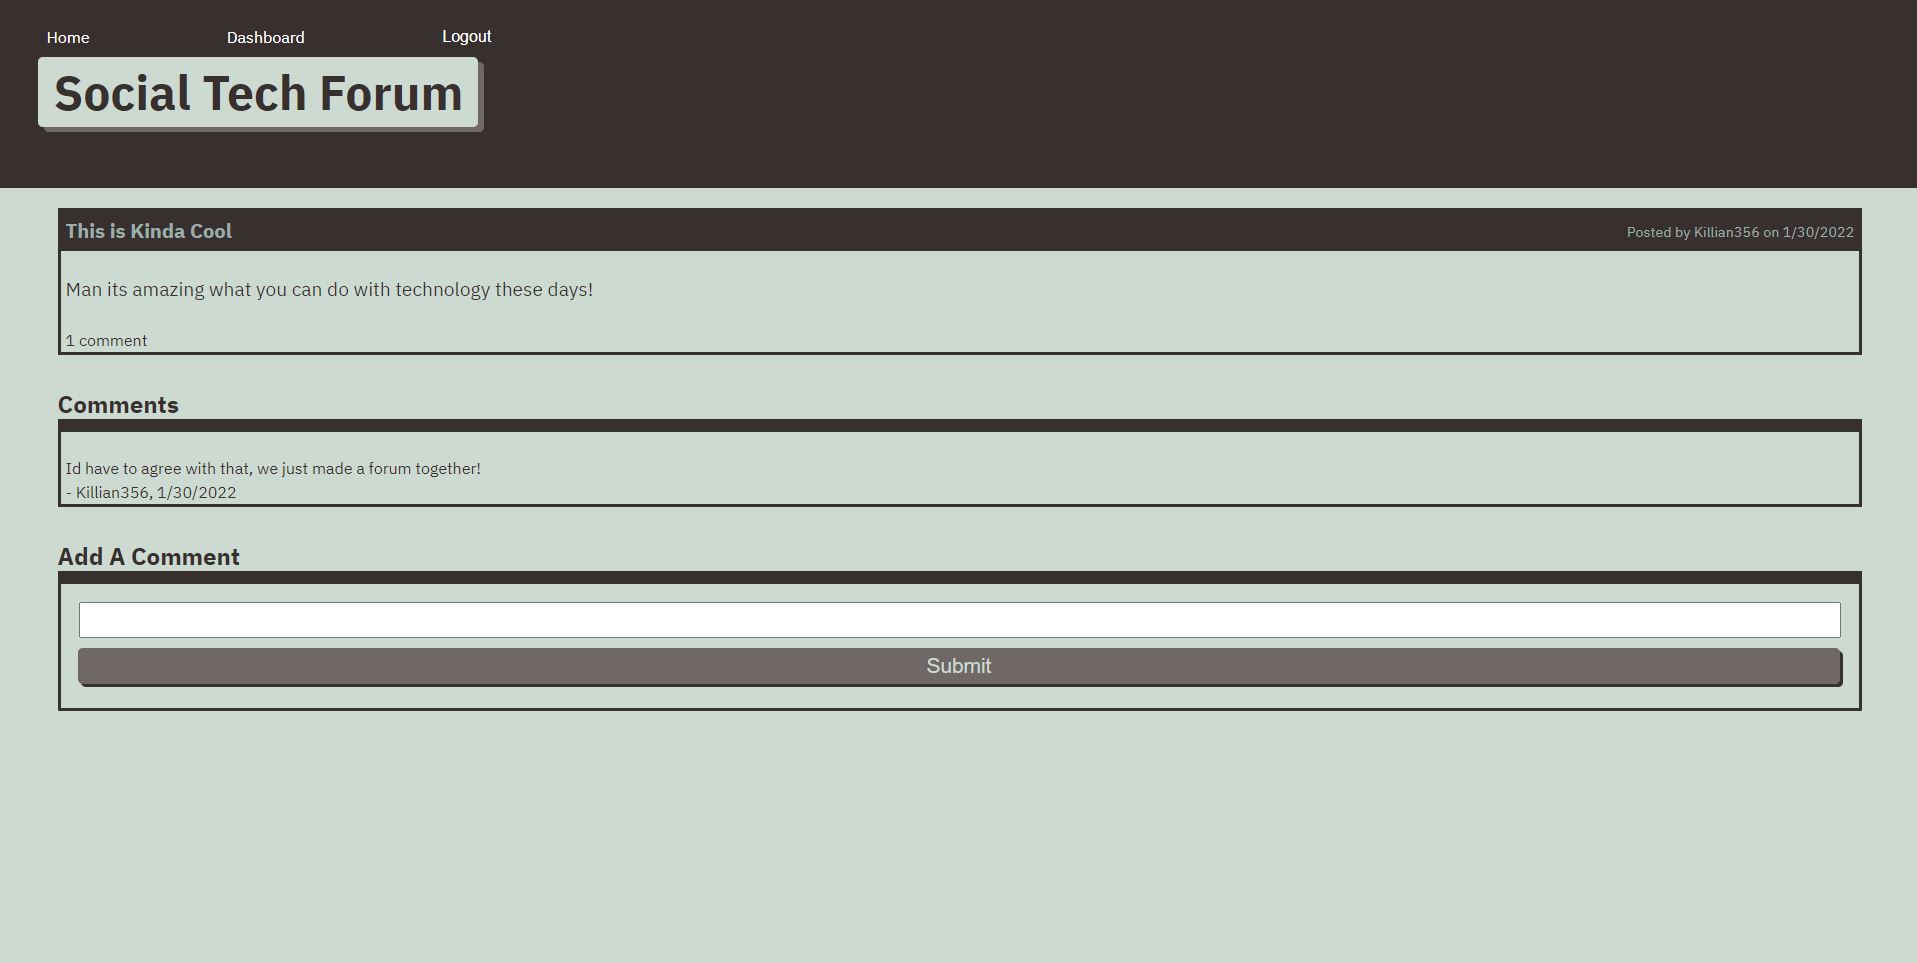 Home Dashboard Logout
Social Tech Forum
This is Kinda Cool Posted by Killian356 on 1/30/2022
Man its amazing what you can do with technology these days!
1 comment
Comments
Id have to agree with that, we just made a forum together!
- Killian356, 1/30/2022
Add A Comment
Submit